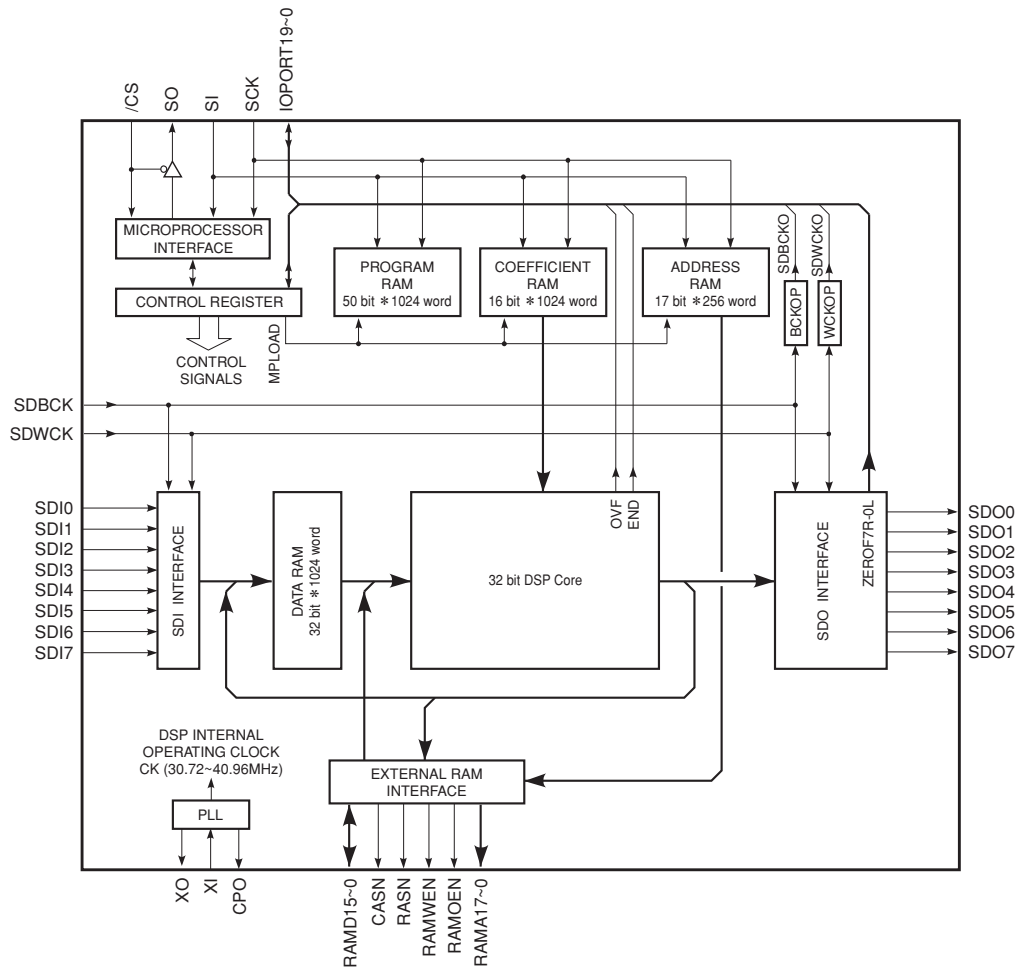 /CS
SO
SI
SCK
IOPORT19~0
MICROPROCESSOR
INTERFACE
CONTROL REGISTER
CONTROL
SIGNALS
MPLOAD
PROGRAM
RAM
50 bit *1024 word
COEFFICIENT
RAM
16 bit *1024 word
ADDRESS
RAM
17 bit *256 word
SDBCKO
SDWCKO
BCKOP
WCKOP
SDBCK
SDWCK
SDI0
SDI1
SDI2
SDI3
SDI4
SDI5
SDI6
SDI7
SDI INTERFACE
DATA RAM
32 bit *1024 word
32 bit DSP Core
OVF
END
SDO INTERFACE
ZEROF7R-0L
SDO0
SDO1
SDO2
SDO3
SDO4
SDO5
SDO6
SDO7
DSP INTERNAL
OPERATING CLOCK
CK (30.72~40.96MHz)
PLL
EXTERNAL RAM
INTERFACE
XO
XI
CPO
RAMD15~0
CASN
RASN
RAMWEN
RAMOEN
RAMA17~0